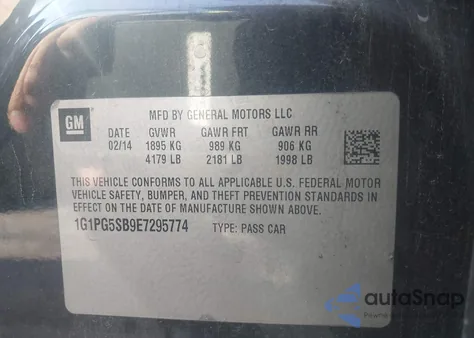 GM
MFD BY GENERAL MOTORS LLC
DATE GVWR GAWR FRT GAWR RR
02/14 1895 KG 989 KG 906 KG
4179 LB 2181 LB 1998 LB
THIS VEHICLE CONFORMS TO ALL APPLICABLE U.S. FEDERAL MOTOR
VEHICLE SAFETY, BUMPER, AND THEFT PREVENTION STANDARDS IN
EFFECT ON THE DATE OF MANUFACTURE SHOWN ABOVE.
1G1PG5SB9E7295774 TYPE: PASS CAR
autoSnap